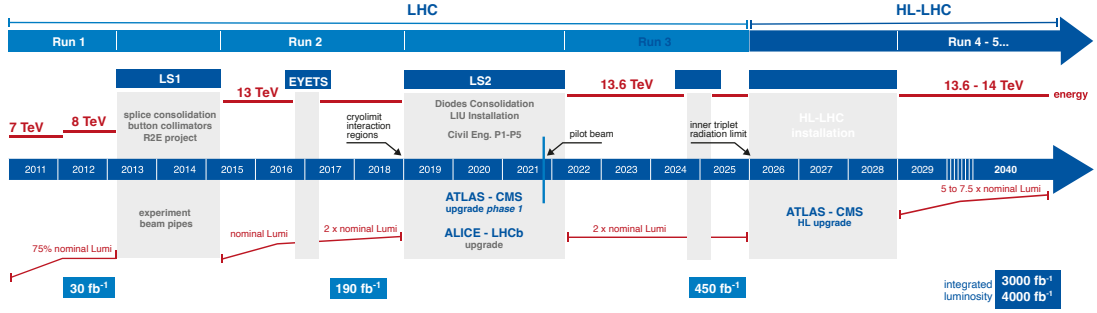 LHC
HL-LHC
Run 1
Run 2
Run 3
Run 4 - 5...
LS1
EYETS
LS2
13 TeV
13.6 TeV
13.6 - 14 TeV
energy
7 TeV
8 TeV
splice consolidation
button collimators
R2E project
cryolimit
interaction
regions
Diodes Consolidation
LIU Installation
Civil Eng. P1-P5
pilot beam
inner triplet
radiation limit
HL-LHC
installation
2011
2012
2013
2014
2015
2016
2017
2018
2019
2020
2021
2022
2023
2024
2025
2026
2027
2028
2029
2040
experiment
beam pipes
ATLAS - CMS
upgrade phase 1
ALICE - LHCb
upgrade
ATLAS - CMS
HL upgrade
5 to 7.5 x nominal Lumi
75% nominal Lumi
nominal Lumi
2 x nominal Lumi
2 x nominal Lumi
30 fb⁻¹
190 fb⁻¹
450 fb⁻¹
integrated
luminosity
3000 fb⁻¹
4000 fb⁻¹